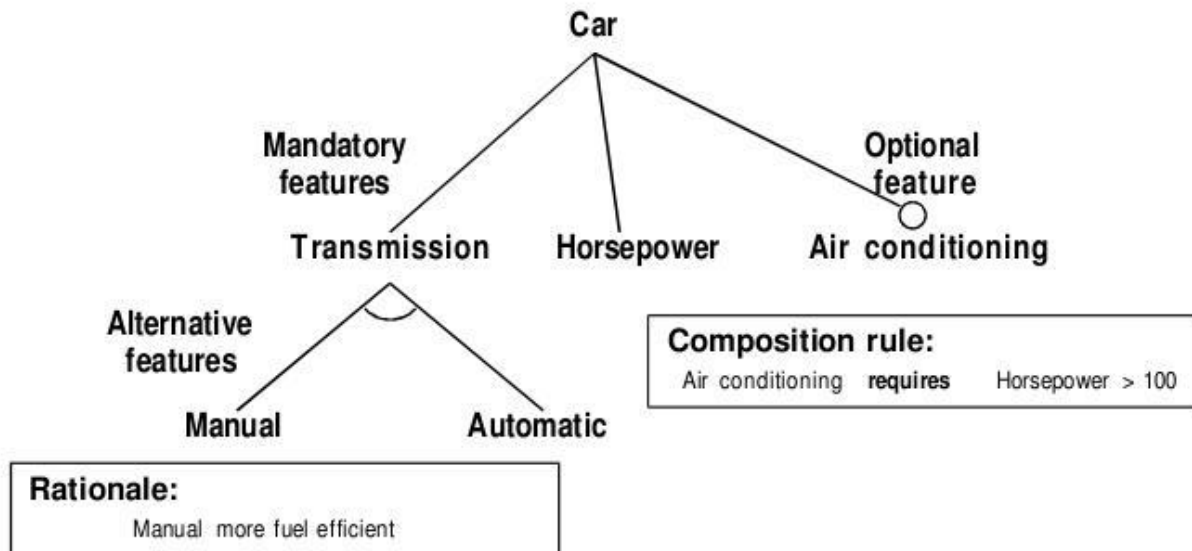 Car
Mandatory
features
Optional
feature
Transmission
Horsepower
Air conditioning
Alternative
features
Manual
Automatic
Composition rule:
Air conditioning requires Horsepower > 100
Rationale:
Manual more fuel efficient